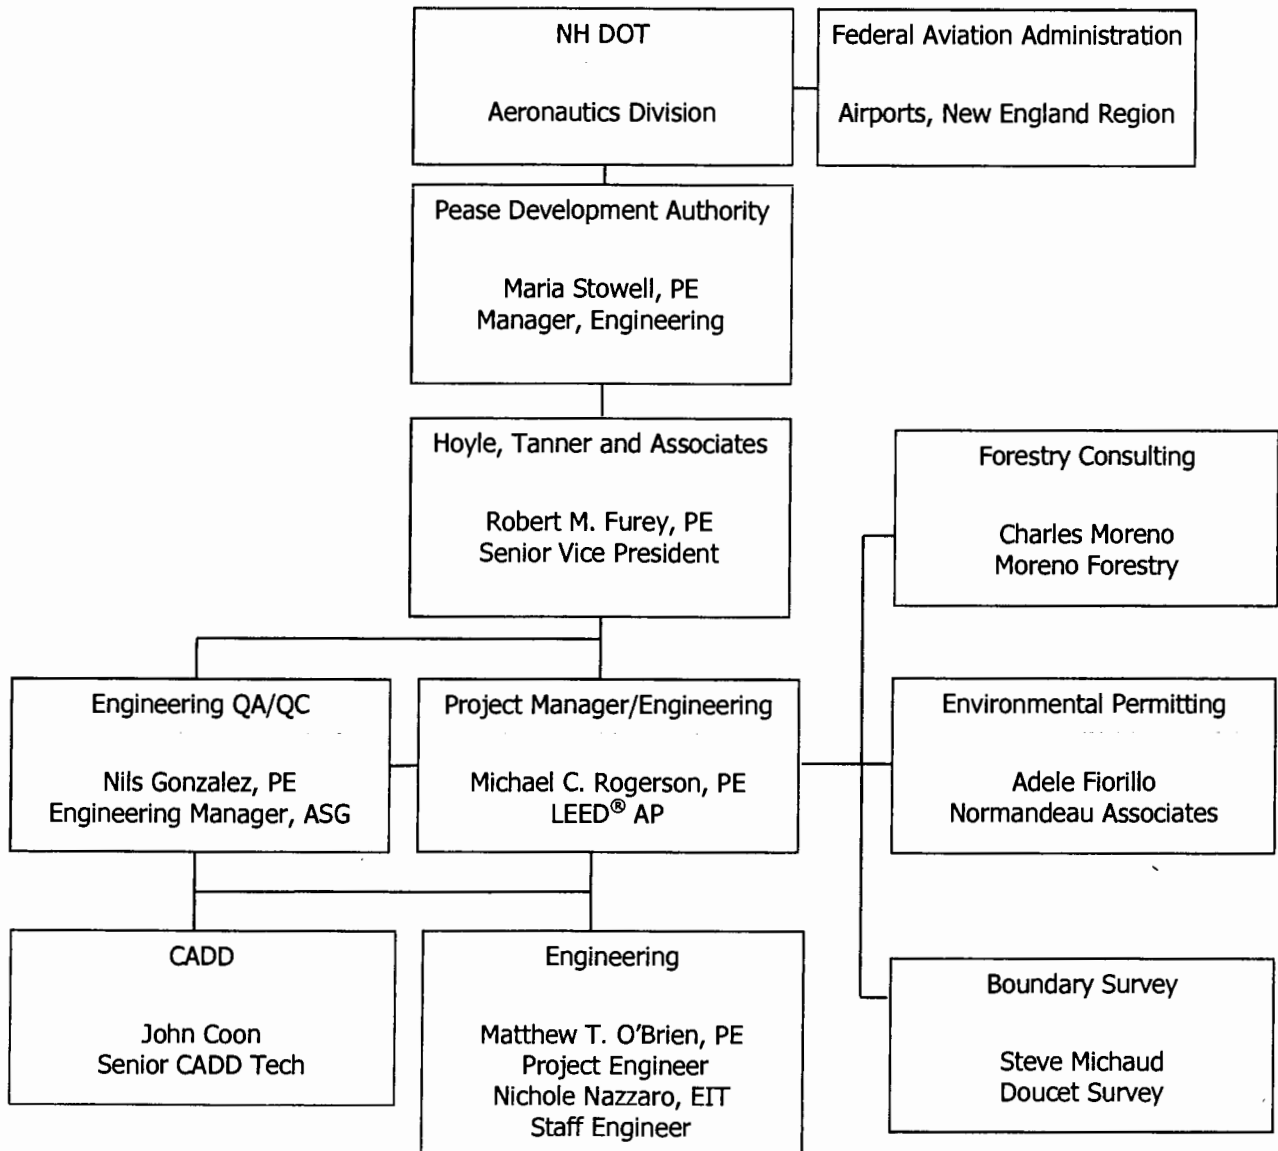 NH DOT
Aeronautics Division
Federal Aviation Administration
Airports, New England Region
Pease Development Authority
Maria Stowell, PE
Manager, Engineering
Hoyle, Tanner and Associates
Robert M. Furey, PE
Senior Vice President
Forestry Consulting
Charles Moreno
Moreno Forestry
Engineering QA/QC
Nils Gonzalez, PE
Engineering Manager, ASG
Project Manager/Engineering
Michael C. Rogerson, PE
LEED® AP
Environmental Permitting
Adele Fiorillo
Normandeau Associates
CADD
John Coon
Senior CADD Tech
Engineering
Matthew T. O'Brien, PE
Project Engineer
Nichole Nazzaro, EIT
Staff Engineer
Boundary Survey
Steve Michaud
Doucet Survey